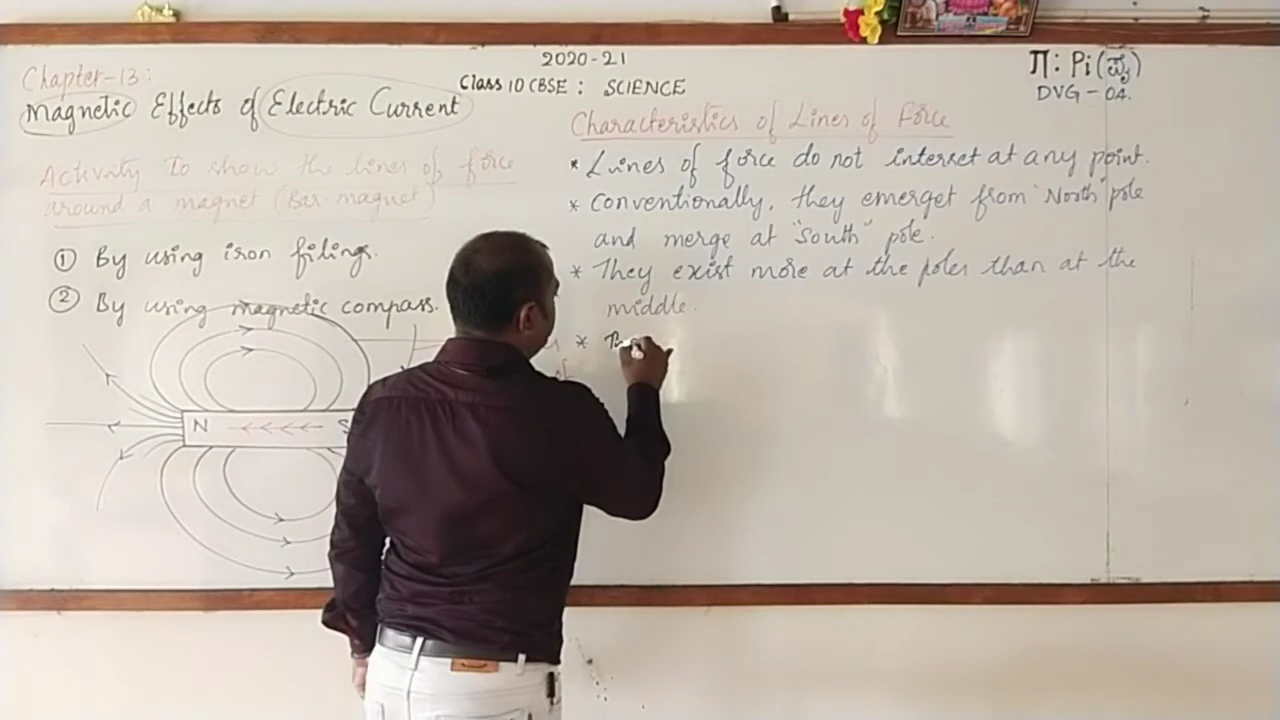 2020-21
Class 10 CBSE : SCIENCE
Π : Pi (ಪೈ)
DVG - 04.
Chapter-13:
Magnetic Effects of Electric Current
Activity to show the lines of force
around a magnet (Bar-magnet)
① By using iron filings.
② By using magnetic compass.
N
S
of
Characteristics of Lines of Force
* Lines of force do not interset at any point.
* Conventionally, they emerget from "North" pole
and merge at "South" pole.
* They exist more at the poles than at the
middle.
*